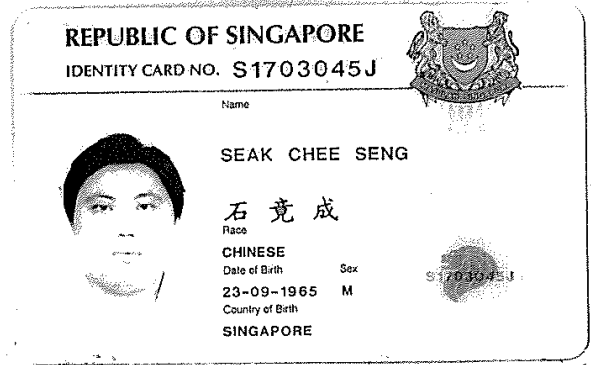 REPUBLIC OF SINGAPORE
IDENTITY CARD NO. S1703045J
Name
SEAK CHEE SENG
石竟成
Race
CHINESE
Date of Birth Sex
23-09-1965 M
S1703045J
Country of Birth
SINGAPORE